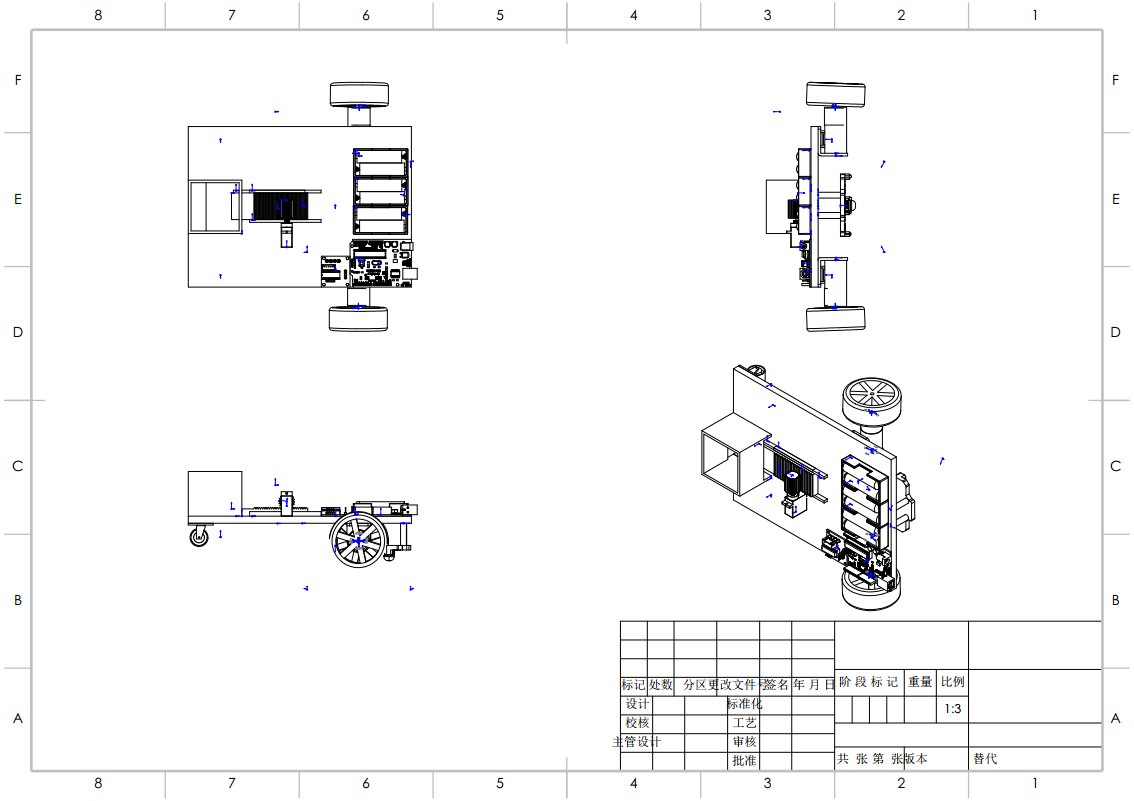 8 7 6 5 4 3 2 1
F F
E E
D D
C C
B B
A A
标记 处数 分区更改文件号 签名 年 月 日 阶 段 标 记 重量 比例
设计 标准化 1:3
校核 工艺
主管设计 审核
批准 共 张 第 张 版本 替代
8 7 6 5 4 3 2 1